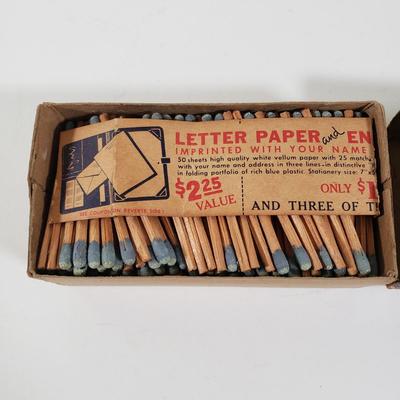 LETTER PAPER and EN
IMPRINTED WITH YOUR NAME
50 sheets high quality white vellum paper with 25 match
with your name and address in three lines-in distinctive
in folding portfolio of rich blue plastic. Stationery size: 7"
$2.25 VALUE
ONLY $1
AND THREE OF T
SEE COUPON ON REVERSE SIDE!